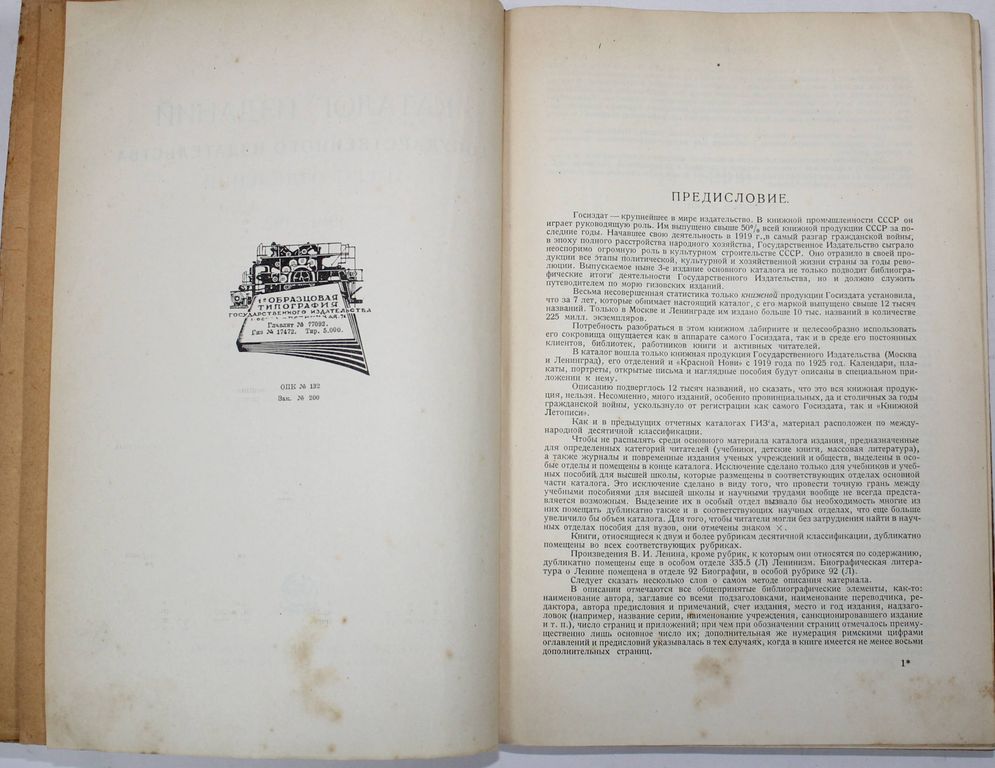 1ая ОБРАЗЦОВАЯ
ТИПОГРАФИЯ
ГОСУДАРСТВЕННОГО ИЗДАТЕЛЬСТВА
Главлит № 77092.
Гиз № 17472. Тир. 5.000.
ОПК № 132
Зак. № 200
ПРЕДИСЛОВИЕ.
Госиздат — крупнейшее в мире издательство. В книжной промышленности СССР он
играет руководящую роль. Им выпущено свыше 50% всей книжной продукции СССР за по-
следние годы. Начавшее свою деятельность в 1919 г., в самый разгар гражданской войны,
в эпоху полного расстройства народного хозяйства, Государственное Издательство сыграло
неоспоримо огромную роль в культурном строительстве СССР. Оно отразило в своей про-
дукции все этапы политической, культурной и хозяйственной жизни страны за годы рево-
люции. Выпускаемое ныне 3-е издание основного каталога не только подводит библиогра-
фические итоги деятельности Государственного Издательства, но и должно служить
путеводителем по морю гизовских изданий.
Весьма несовершенная статистика только книжной продукции Госиздата установила,
что за 7 лет, которые обнимает настоящий каталог, с его маркой выпущено свыше 12 тысяч
названий. Только в Москве и Ленинграде им издано больше 10 тыс. названий в количестве
225 милл. экземпляров.
Потребность разобраться в этом книжном лабиринте и целесообразно использовать
его сокровища ощущается как в аппарате самого Госиздата, так и в среде его постоянных
клиентов, библиотек, работников книги и активных читателей.
В каталог вошла только книжная продукция Государственного Издательства (Москва
и Ленинград), его отделений и «Красной Нови» с 1919 года по 1925 год. Календари, пла-
каты, портреты, открытые письма и наглядные пособия будут описаны в специальном при-
ложении к нему.
Описанию подверглось 12 тысяч названий, но сказать, что это вся книжная продук-
ция, нельзя. Несомненно, много изданий, особенно провинциальных, да и столичных за годы
гражданской войны, ускользнуло от регистрации как самого Госиздата, так и «Книжной
Летописи».
Как и в предыдущих отчетных каталогах ГИЗ'а, материал расположен по между-
народной десятичной классификации.
Чтобы не распылять среди основного материала каталога издания, предназначенные
для определенных категорий читателей (учебники, детские книги, массовая литература),
а также журналы и повременные издания ученых учреждений и обществ, выделены в осо-
бые отделы и помещены в конце каталога. Исключение сделано только для учебников и учеб-
ных пособий для высшей школы, которые размещены в соответствующих отделах основной
части каталога. Это исключение сделано в виду того, что провести точную грань между
учебными пособиями для высшей школы и научными трудами вообще не всегда предста-
вляется возможным. Выделение их в особый отдел вызвало бы необходимость многие из
них помещать дубликатно также и в соответствующих научных отделах, что еще больше
увеличило бы объем каталога. Для того, чтобы читатели могли без затруднения найти в науч-
ных отделах пособия для вузов, они отмечены знаком ×.
Книги, относящиеся к двум и более рубрикам десятичной классификации, дубликатно
помещены во всех соответствующих рубриках.
Произведения В. И. Ленина, кроме рубрик, к которым они относятся по содержанию,
дубликатно помещены еще в особом отделе 335.5 (Л) Ленинизм. Биографическая литера-
тура о Ленине помещена в отделе 92 Биографии, в особой рубрике 92 (Л).
Следует сказать несколько слов о самом методе описания материала.
В описании отмечаются все общепринятые библиографические элементы, как-то:
наименование автора, заглавие со всеми подзаголовками, наименование переводчика, ре-
дактора, автора предисловия и примечаний, счет издания, место и год издания, надзаго-
ловок (например, название серии, наименование учреждения, санкционировавшего издание
и т. п.), число страниц и приложений; при чем при обозначении страниц отмечалось преиму-
щественно лишь основное число их; дополнительная же нумерация римскими цифрами
оглавлений и предисловий указывалась в тех случаях, когда в книге имеется не менее восьми
дополнительных страниц.
1*